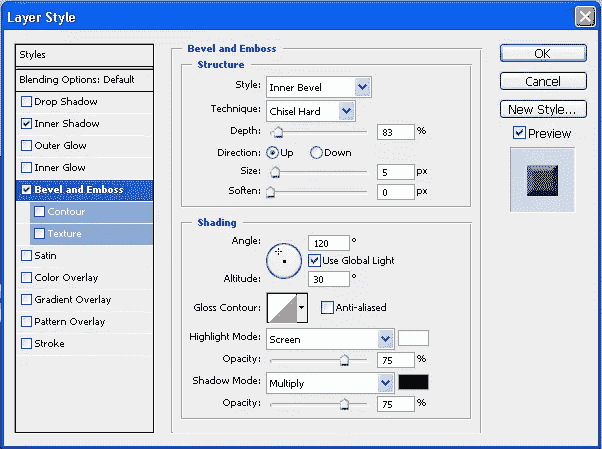 Layer Style
Styles
Blending Options: Default
Drop Shadow
Inner Shadow
Outer Glow
Inner Glow
Bevel and Emboss
Contour
Texture
Satin
Color Overlay
Gradient Overlay
Pattern Overlay
Stroke
Bevel and Emboss
Structure
Style: Inner Bevel
Technique: Chisel Hard
Depth: 83 %
Direction: Up Down
Size: 5 px
Soften: 0 px
Shading
Angle: 120 °
Use Global Light
Altitude: 30 °
Gloss Contour: Anti-aliased
Highlight Mode: Screen
Opacity: 75 %
Shadow Mode: Multiply
Opacity: 75 %
OK
Cancel
New Style...
Preview